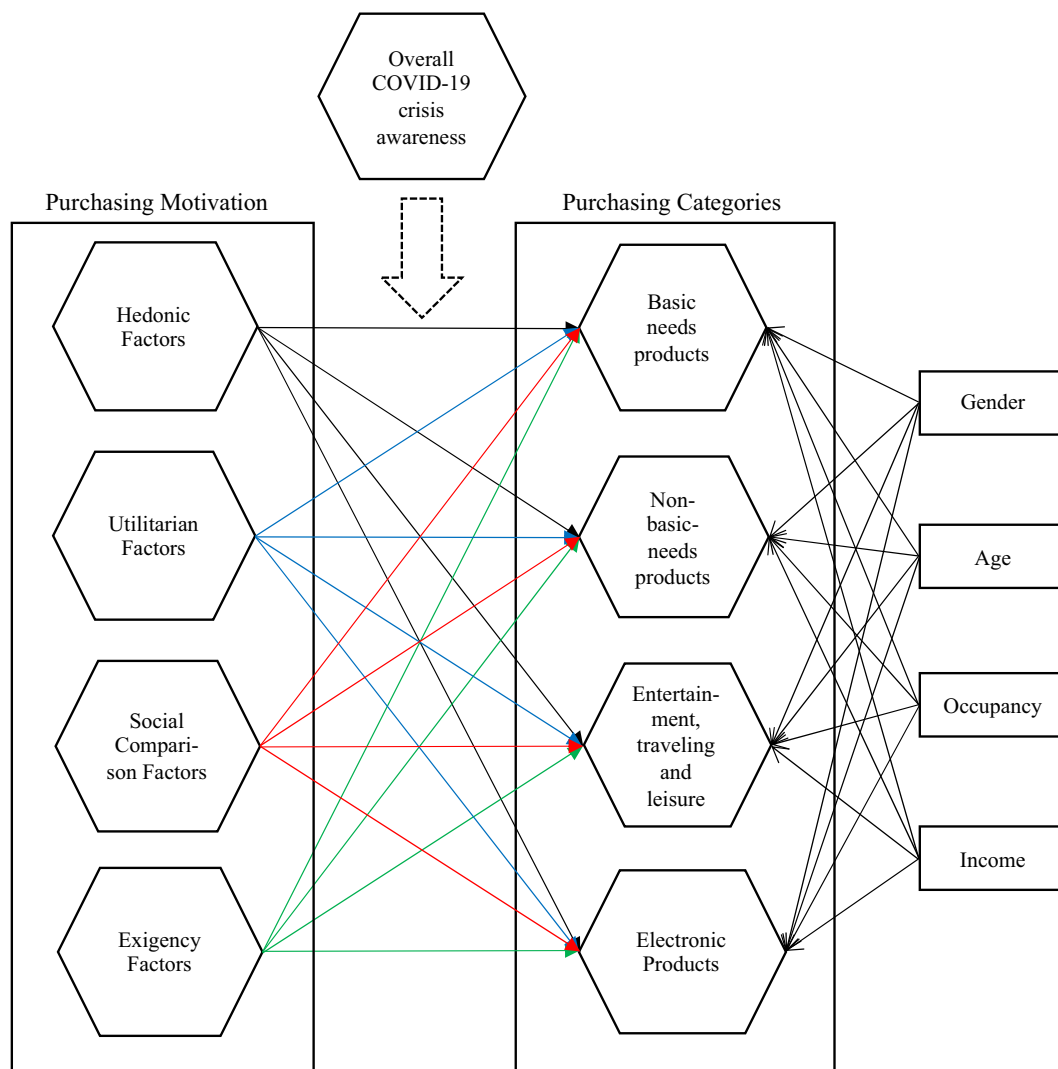 Overall
COVID-19
crisis
awareness
Purchasing Motivation
Purchasing Categories
Hedonic
Factors
Utilitarian
Factors
Social
Compari-
son Factors
Exigency
Factors
Basic
needs
products
Non-
basic-
needs
products
Entertain-
ment,
traveling
and
leisure
Electronic
Products
Gender
Age
Occupancy
Income